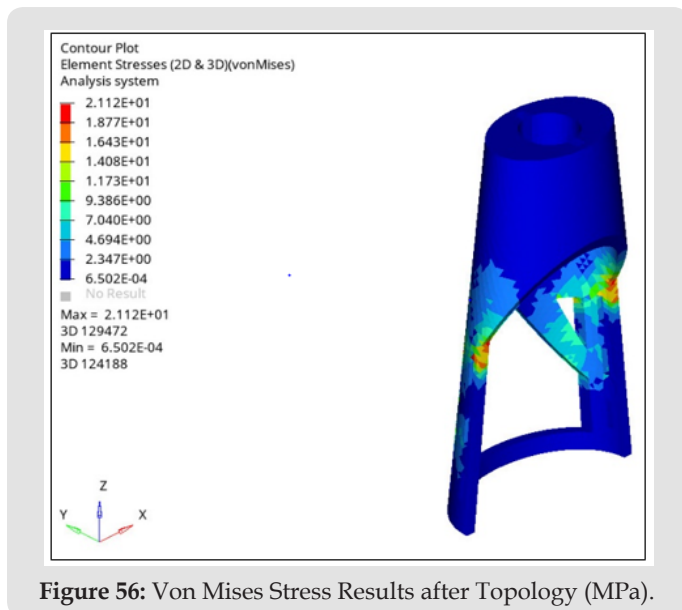 Contour Plot
Element Stresses (2D & 3D)(vonMises)
Analysis system
2.112E+01
1.877E+01
1.643E+01
1.408E+01
1.173E+01
9.386E+00
7.040E+00
4.694E+00
2.347E+00
6.502E-04
No Result
Max = 2.112E+01
3D 129472
Min = 6.502E-04
3D 124188
Z
Y X
Figure 56: Von Mises Stress Results after Topology (MPa).